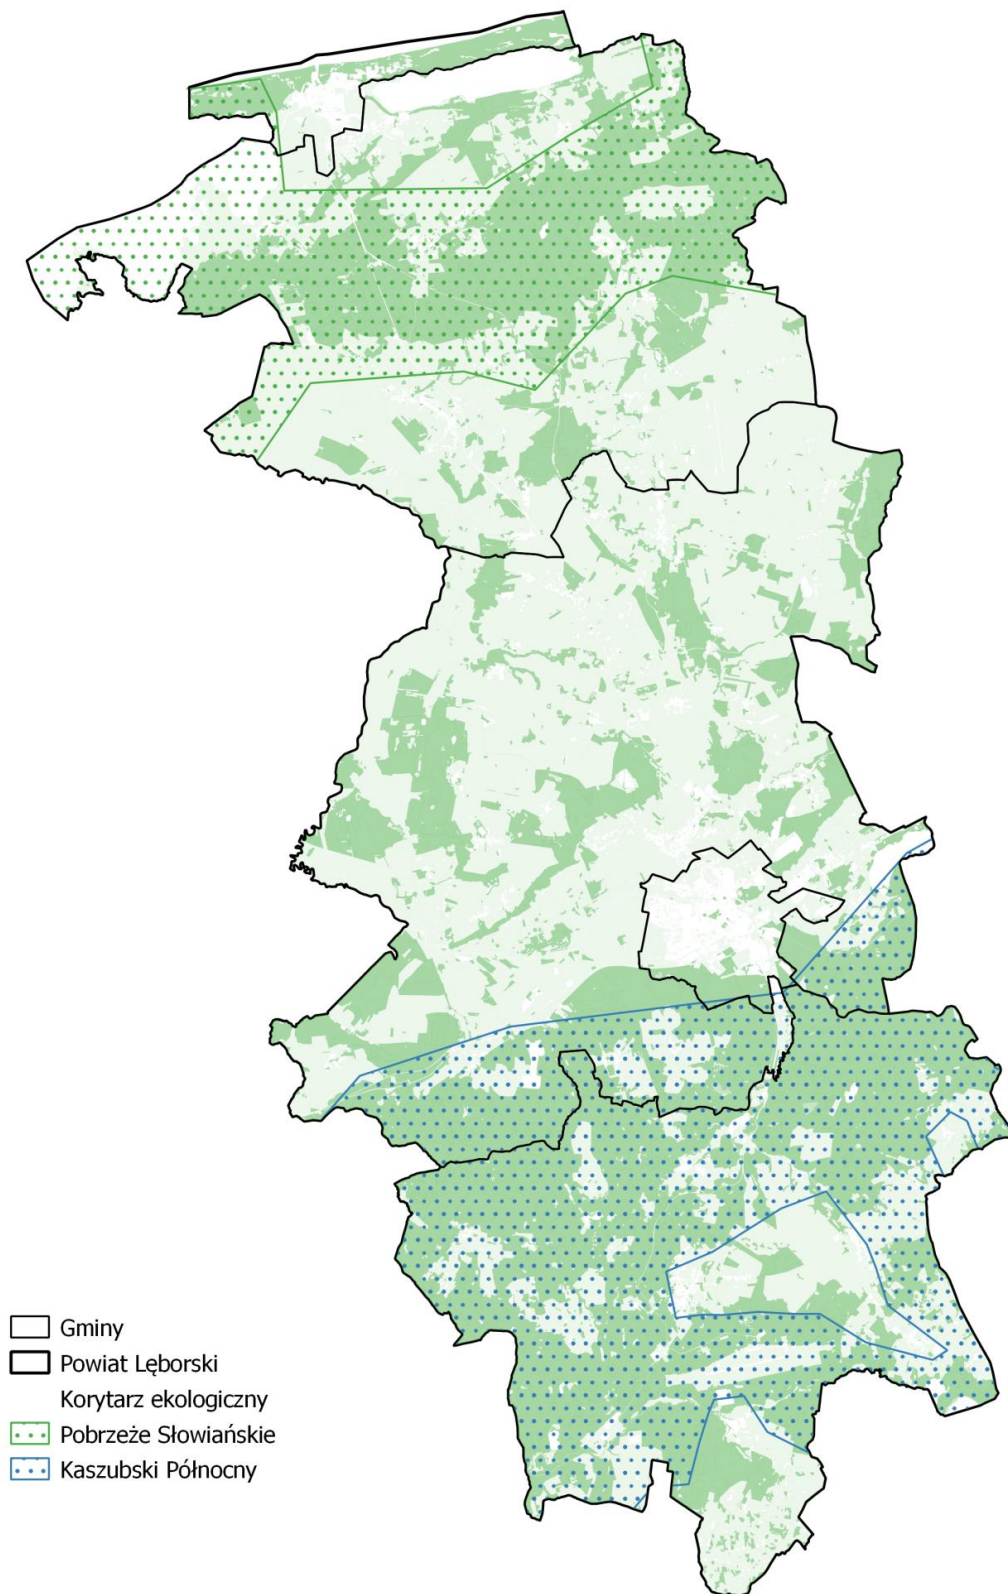 Gminy
Powiat Lęborski
Korytarz ekologiczny
Pobrzeże Słowiańskie
Kaszubski Północny